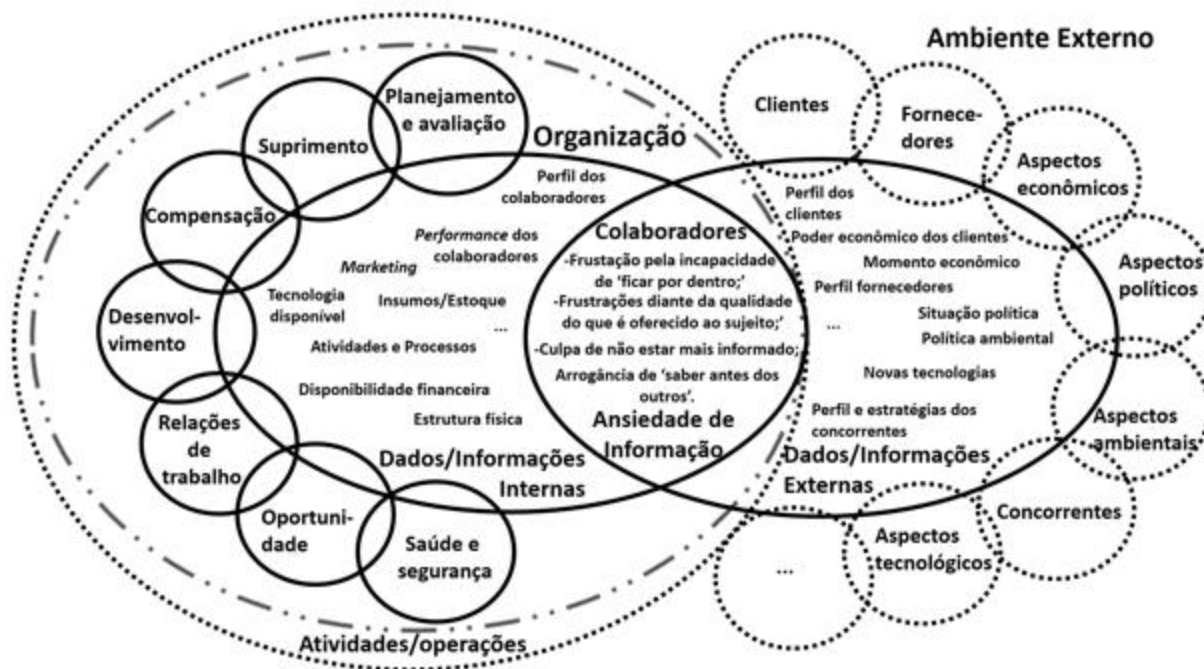 Ambiente Externo
Planejamento
e avaliação
Suprimento
Compensação
Desenvol-
vimento
Relações
de
trabalho
Oportuni-
dade
Saúde e
segurança
Atividades/operações
Organização
Perfil dos
colaboradores
Performance dos
colaboradores
Marketing
Tecnologia
disponível
Insumos/Estoque
...
Atividades e Processos
Disponibilidade financeira
Estrutura física
Dados/Informações
Internas
Colaboradores
-Frustação pela incapacidade
de ‘ficar por dentro;’
-Frustrações diante da qualidade
do que é oferecido ao sujeito;’
-Culpa de não estar mais informado;
Arrogância de ‘saber antes dos
outros’.
Ansiedade de
Informação
Perfil dos
clientes
Poder econômico dos clientes
Momento econômico
Perfil fornecedores
Situação política
...
Política ambiental
Novas tecnologias
Perfil e estratégias dos
concorrentes
Dados/Informações
Externas
Clientes
Fornece-
dores
Aspectos
econômicos
Aspectos
políticos
Aspectos
ambientais
Concorrentes
Aspectos
tecnológicos
...